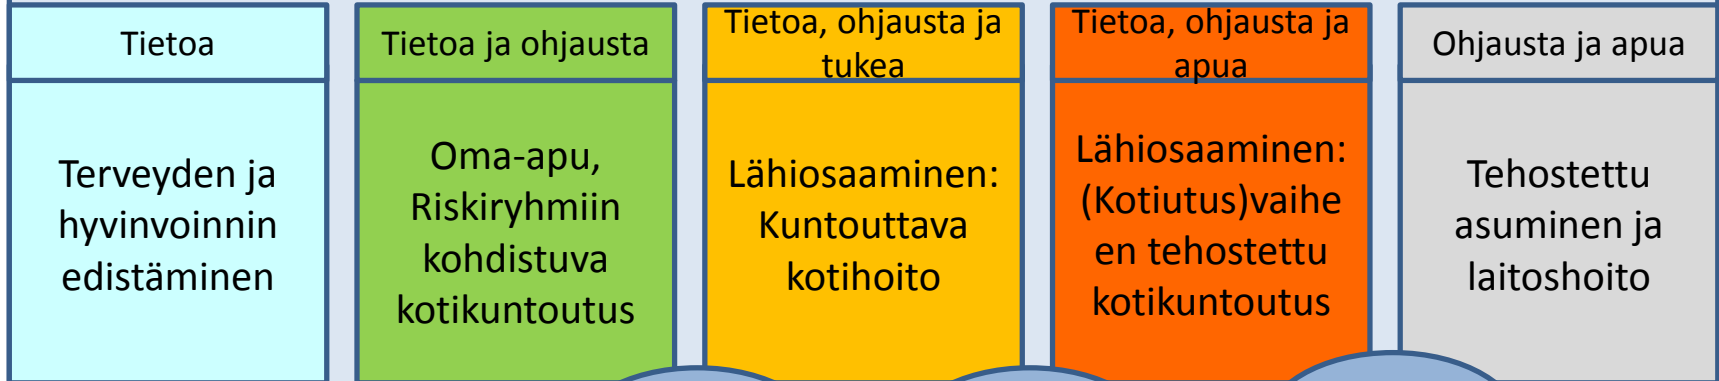 Tietoa
Terveyden ja
hyvinvoinnin
edistäminen
Tietoa ja ohjausta
Oma-apu,
Riskiryhmiin
kohdistuva
kotikuntoutus
Tietoa, ohjausta ja
tukea
Lähiosaaminen:
Kuntouttava
kotihoito
Tietoa, ohjausta ja
apua
Lähiosaaminen:
(Kotiutus)vaihe
en tehostettu
kotikuntoutus
Ohjausta ja apua
Tehostettu
asuminen ja
laitoshoito